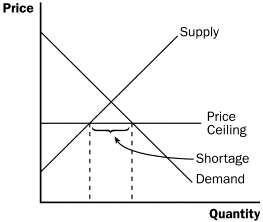 Price
Supply
Price
Ceiling
Shortage
Demand
Quantity